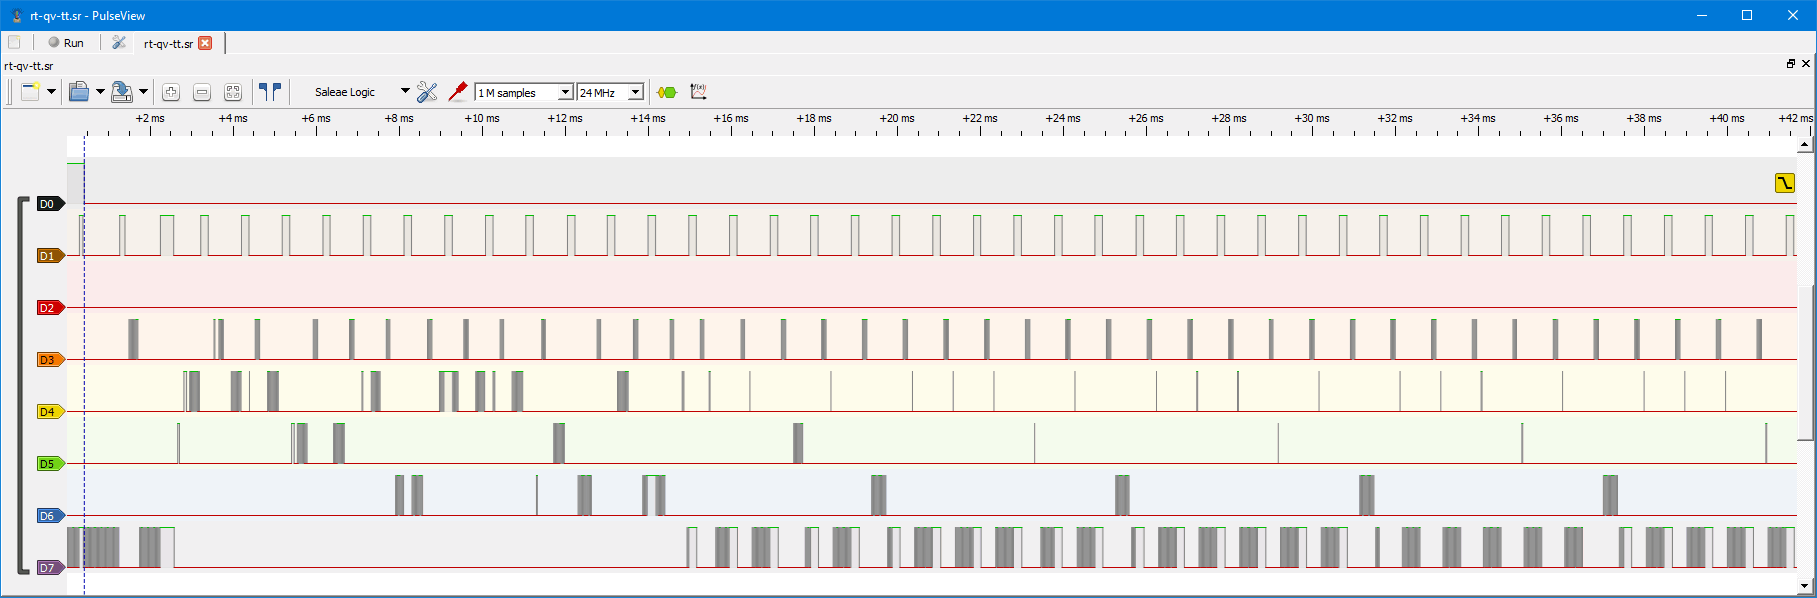 rt-qv-tt.sr - PulseView
Run
rt-qv-tt.sr
rt-qv-tt.sr
Saleae Logic
1 M samples
24 MHz
f(x)
+2 ms +4 ms +6 ms +8 ms +10 ms +12 ms +14 ms +16 ms +18 ms +20 ms +22 ms +24 ms +26 ms +28 ms +30 ms +32 ms +34 ms +36 ms +38 ms +40 ms +42 ms
D0
D1
D2
D3
D4
D5
D6
D7